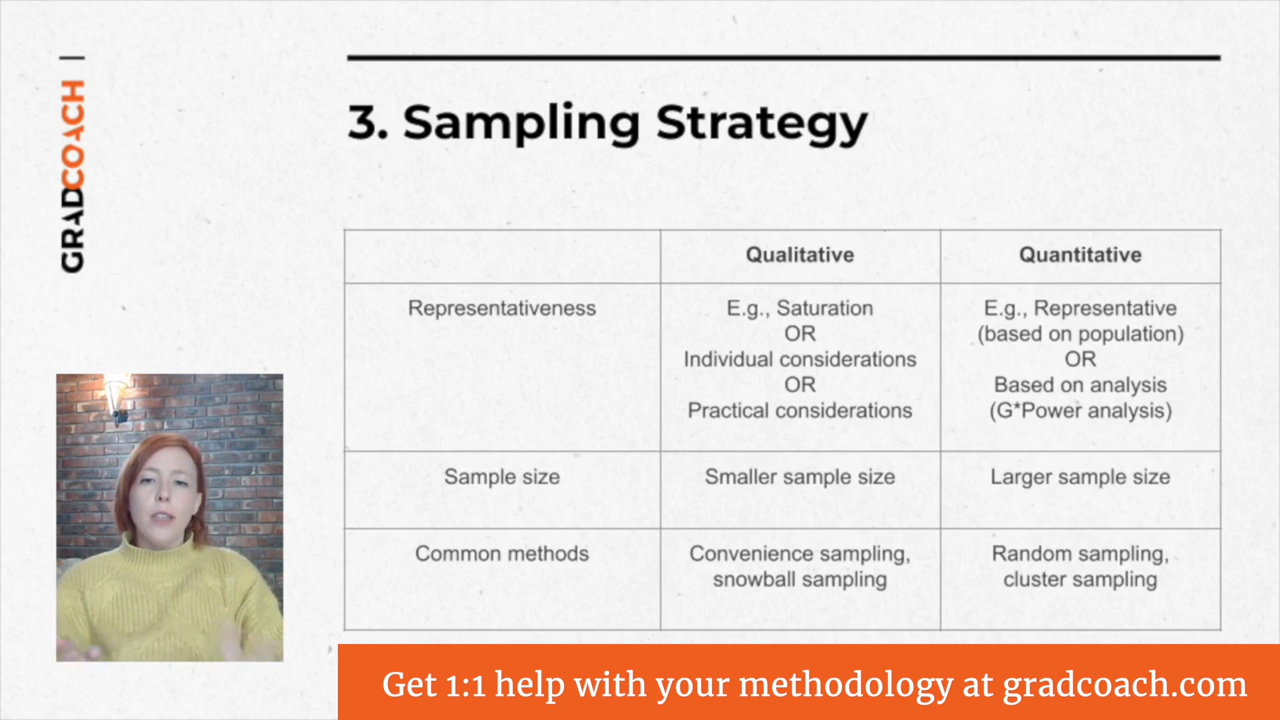 GRADCOACH
3. Sampling Strategy
Qualitative
Quantitative
Representativeness
E.g., Saturation
OR
Individual considerations
OR
Practical considerations
E.g., Representative
(based on population)
OR
Based on analysis
(G*Power analysis)
Sample size
Smaller sample size
Larger sample size
Common methods
Convenience sampling,
snowball sampling
Random sampling,
cluster sampling
Get 1:1 help with your methodology at gradcoach.com